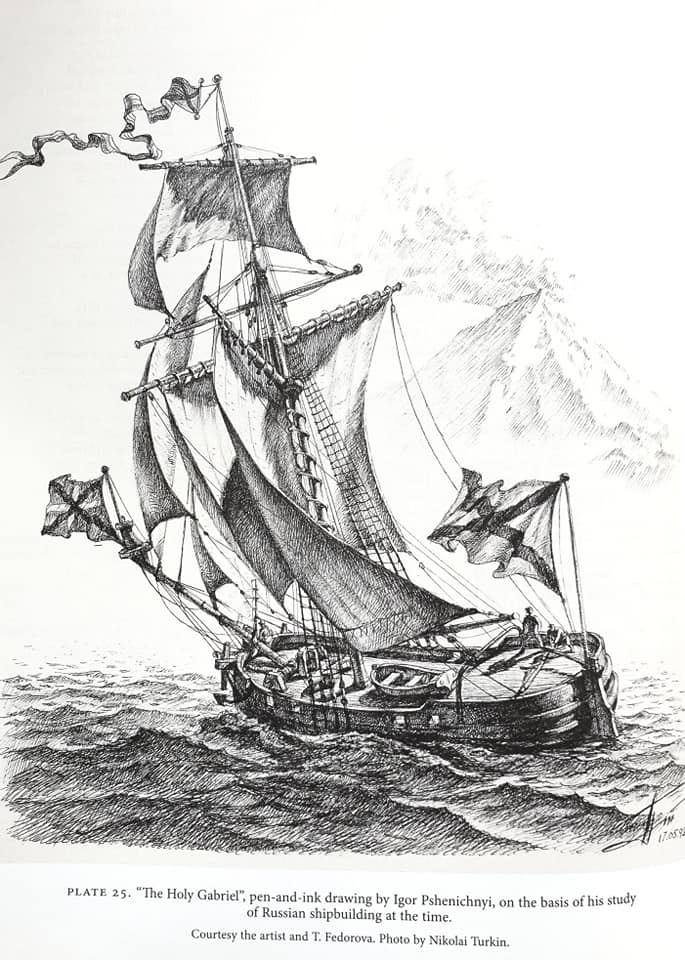 PLATE 25. "The Holy Gabriel", pen-and-ink drawing by Igor Pshenichnyi, on the basis of his study
of Russian shipbuilding at the time.
Courtesy the artist and T. Fedorova. Photo by Nikolai Turkin.